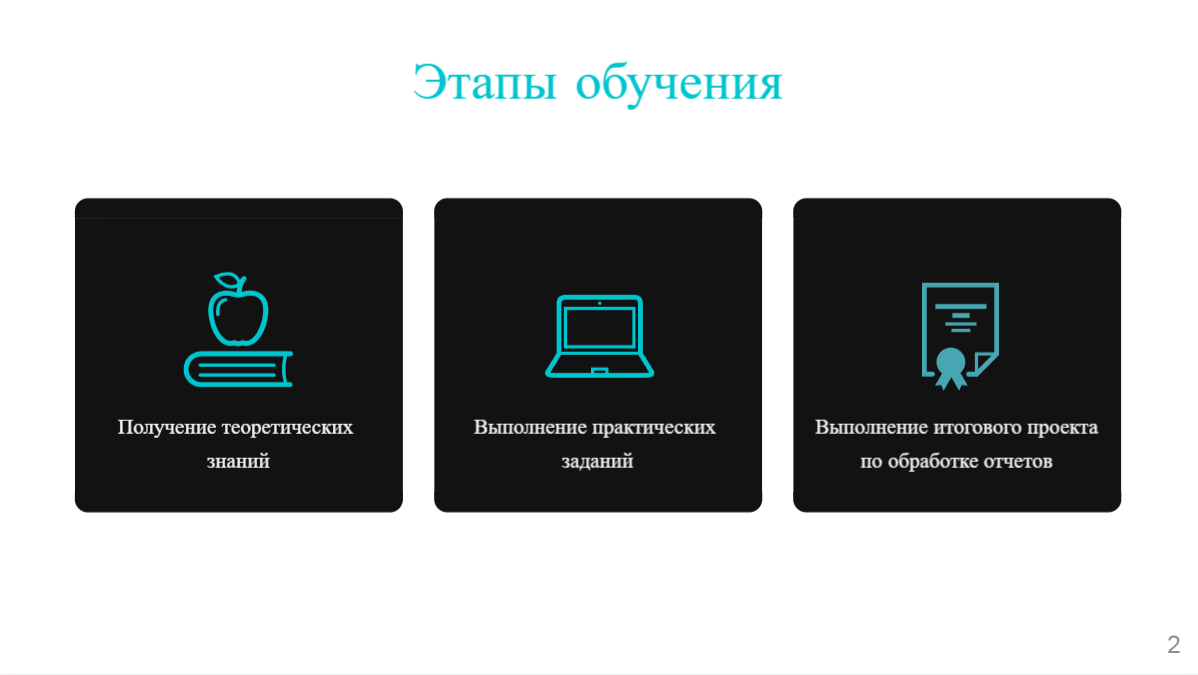 Этапы обучения
Получение теоретических
знаний
Выполнение практических
заданий
Выполнение итогового проекта
по обработке отчетов
2